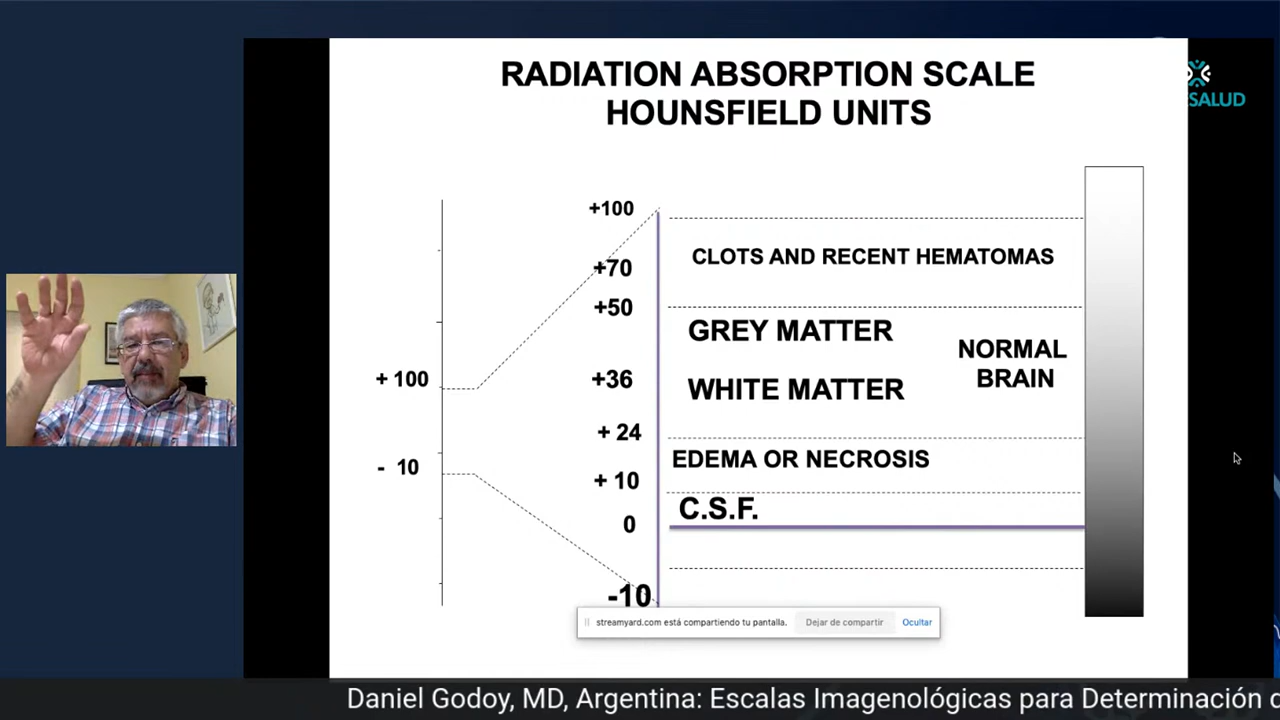 RADIATION ABSORPTION SCALE
HOUNSFIELD UNITS
SALUD
+100
CLOTS AND RECENT HEMATOMAS
+70
+50
GREY MATTER
NORMAL
BRAIN
+ 100
+36
WHITE MATTER
+ 24
- 10
EDEMA OR NECROSIS
+ 10
C.S.F.
0
-10
streamyard.com está compartiendo tu pantalla.
Dejar de compartir
Ocultar
Daniel Godoy, MD, Argentina: Escalas Imagenológicas para Determinación